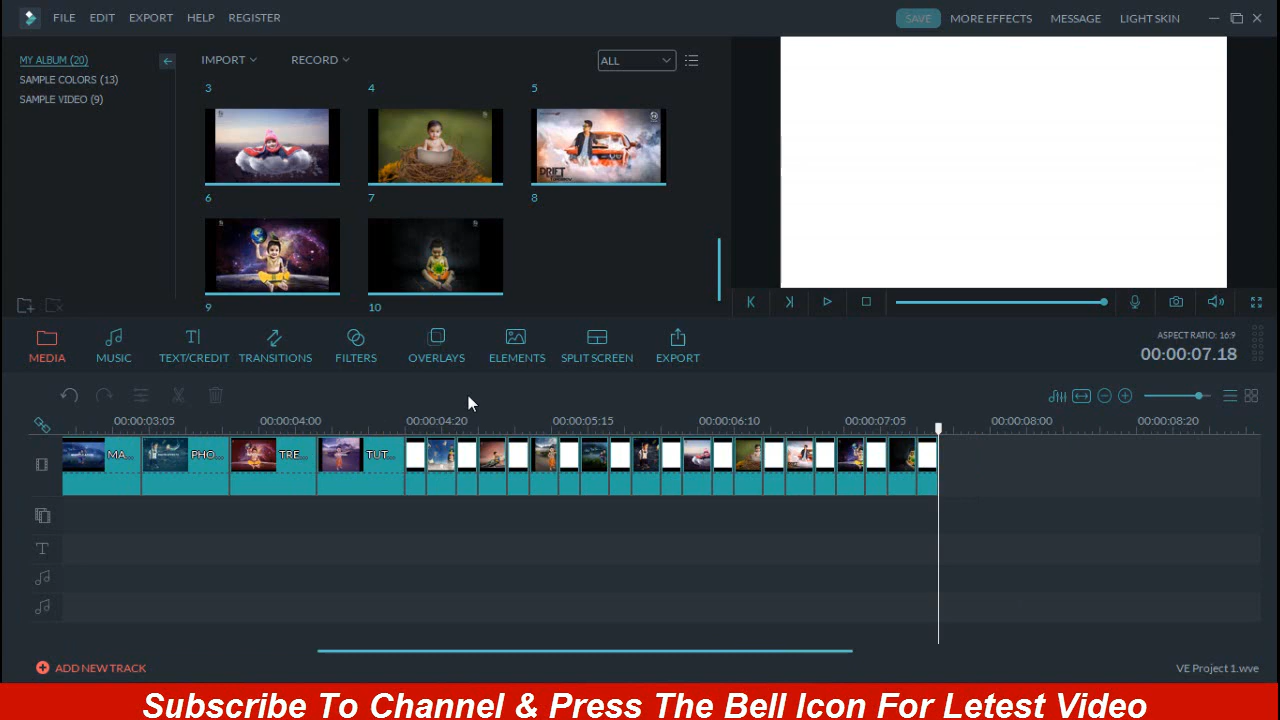 FILE EDIT EXPORT HELP REGISTER SAVE MORE EFFECTS MESSAGE LIGHT SKIN
MY ALBUM (20) IMPORT RECORD ALL
SAMPLE COLORS (13)
SAMPLE VIDEO (9)
3 4 5
DRIFT
6 7 8
9 10
MEDIA MUSIC TEXT/CREDIT TRANSITIONS FILTERS OVERLAYS ELEMENTS SPLIT SCREEN EXPORT
ASPECT RATIO: 16:9
00:00:07.18
00:00:03:05 00:00:04:00 00:00:04:20 00:00:05:15 00:00:06:10 00:00:07:05 00:00:08:00 00:00:08:20
MA... PHO... TRE... TUT...
ADD NEW TRACK VE Project 1.wve
Subscribe To Channel & Press The Bell Icon For Letest Video